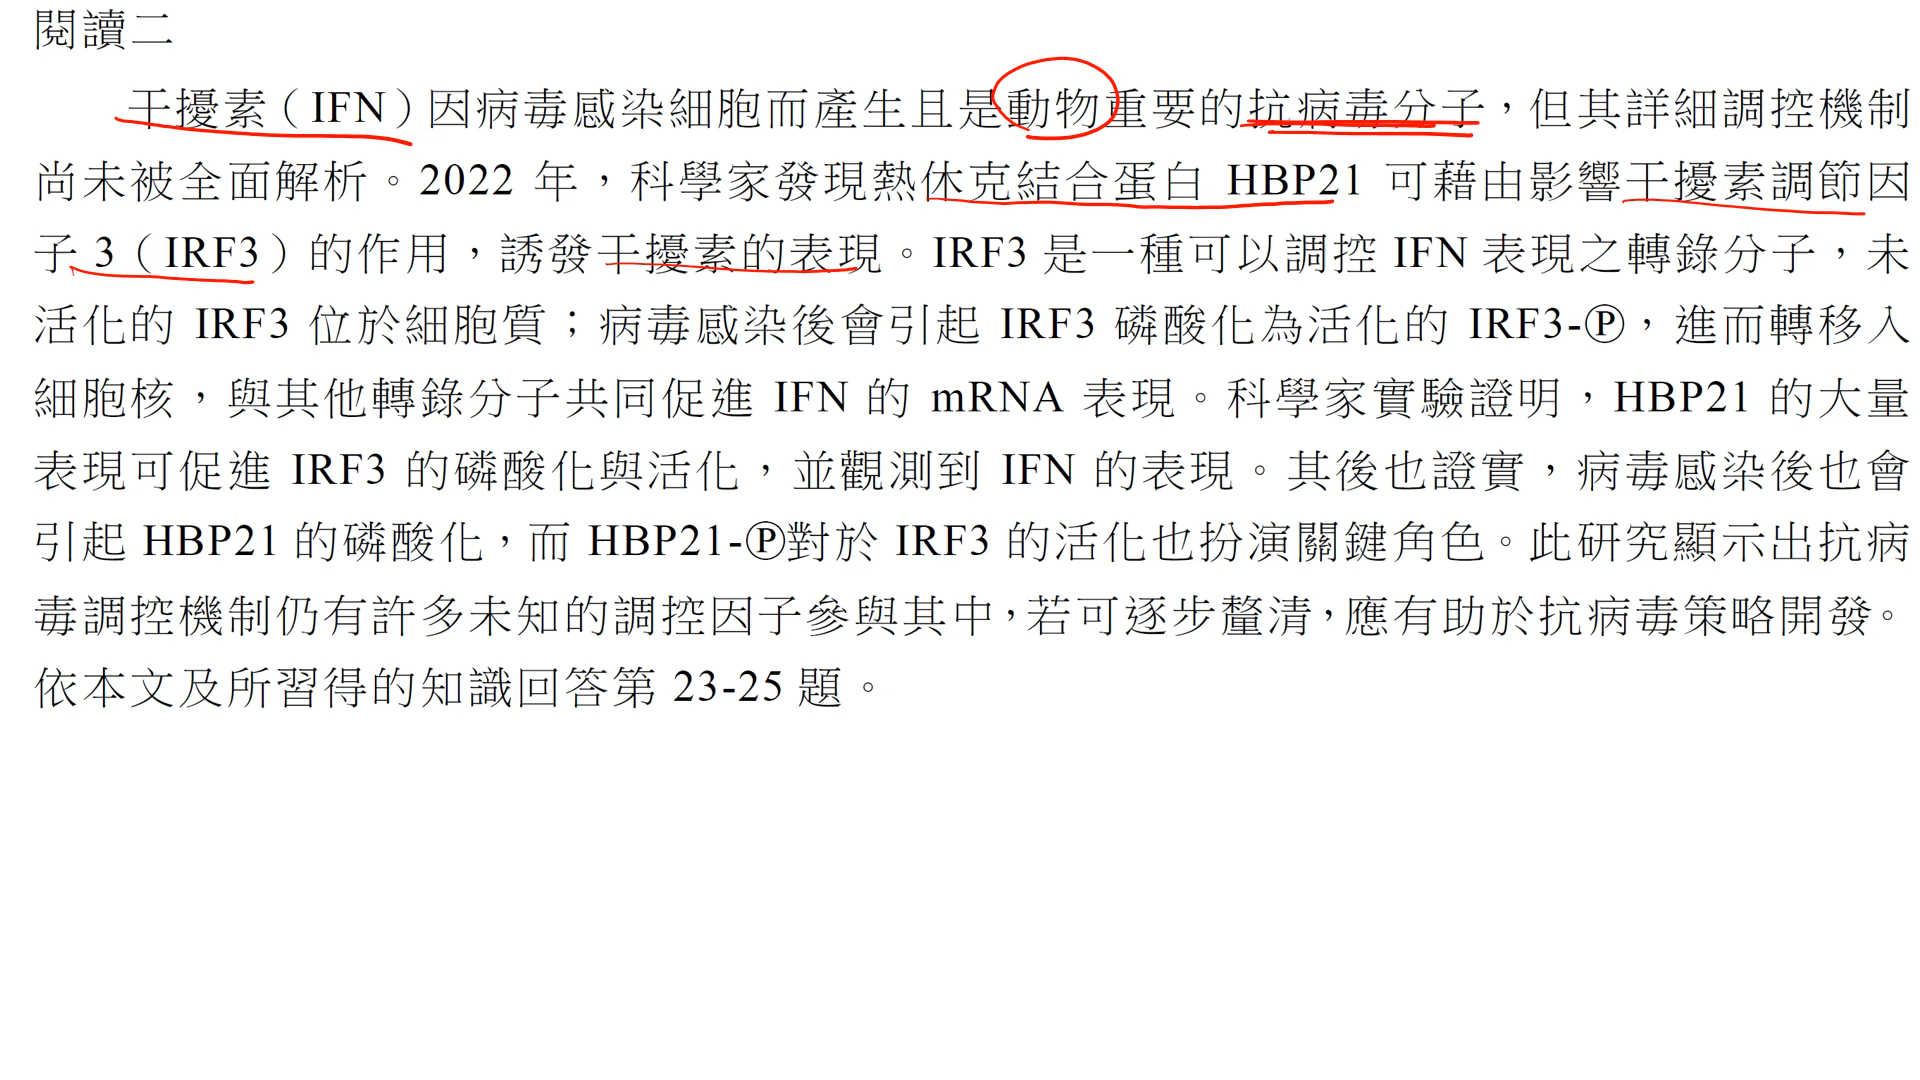 閱讀二
干擾素（IFN）因病毒感染細胞而產生且是動物重要的抗病毒分子，但其詳細調控機制
尚未被全面解析。2022 年，科學家發現熱休克結合蛋白 HBP21 可藉由影響干擾素調節因
子 3（IRF3）的作用，誘發干擾素的表現。IRF3 是一種可以調控 IFN 表現之轉錄分子，未
活化的 IRF3 位於細胞質；病毒感染後會引起 IRF3 磷酸化為活化的 IRF3-Ⓟ，進而轉移入
細胞核，與其他轉錄分子共同促進 IFN 的 mRNA 表現。科學家實驗證明，HBP21 的大量
表現可促進 IRF3 的磷酸化與活化，並觀測到 IFN 的表現。其後也證實，病毒感染後也會
引起 HBP21 的磷酸化，而 HBP21-Ⓟ對於 IRF3 的活化也扮演關鍵角色。此研究顯示出抗病
毒調控機制仍有許多未知的調控因子參與其中，若可逐步釐清，應有助於抗病毒策略開發。
依本文及所習得的知識回答第 23-25 題。